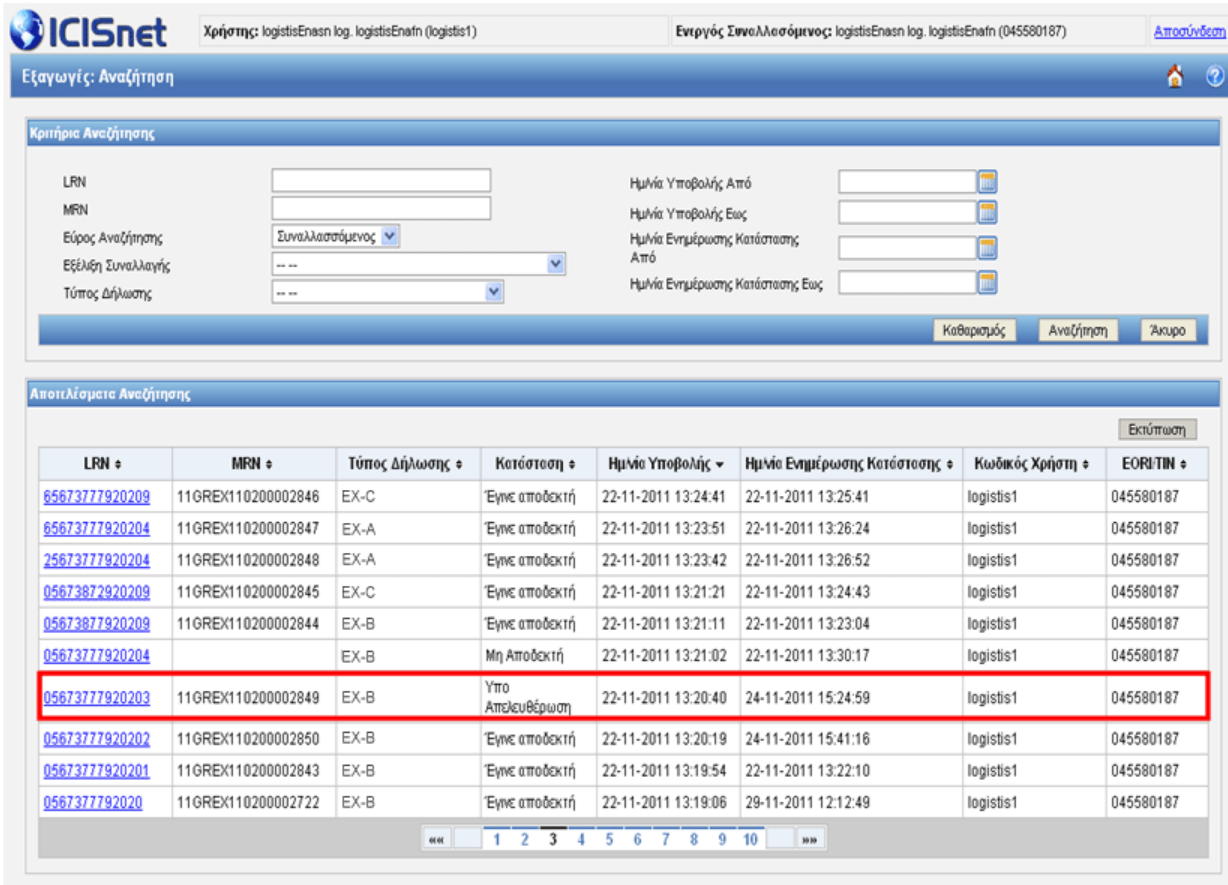 ICISnet
Χρήστης: logistisEnasn log. logistisEnafn (logistis1)
Ενεργός Συναλλασόμενος: logistisEnasn log. logistisEnafn (045580187)
Αποσύνδεση
Εξαγωγές: Αναζήτηση
Κριτήρια Αναζήτησης
LRN
MRN
Εύρος Αναζήτησης Συναλλασσόμενος
Εξέλιξη Συναλλαγής -- --
Τύπος Δήλωσης -- --
Ημ/νία Υποβολής Από
Ημ/νία Υποβολής Εως
Ημ/νία Ενημέρωσης Κατάστασης
Από
Ημ/νία Ενημέρωσης Κατάστασης Εως
Καθαρισμός Αναζήτηση Άκυρο
Αποτελέσματα Αναζήτησης
Εκτύπωση
LRN MRN Τύπος Δήλωσης Κατάσταση Ημ/νία Υποβολής Ημ/νία Ενημέρωσης Κατάστασης Κωδικός Χρήστη EORI/TIN
65673777920209 11GREX110200002846 EX-C Έγινε αποδεκτή 22-11-2011 13:24:41 22-11-2011 13:25:41 logistis1 045580187
65673777920204 11GREX110200002847 EX-A Έγινε αποδεκτή 22-11-2011 13:23:51 22-11-2011 13:26:24 logistis1 045580187
25673777920204 11GREX110200002848 EX-A Έγινε αποδεκτή 22-11-2011 13:23:42 22-11-2011 13:26:52 logistis1 045580187
05673872920209 11GREX110200002845 EX-C Έγινε αποδεκτή 22-11-2011 13:21:21 22-11-2011 13:24:43 logistis1 045580187
05673877920209 11GREX110200002844 EX-B Έγινε αποδεκτή 22-11-2011 13:21:11 22-11-2011 13:23:04 logistis1 045580187
05673777920204 EX-B Μη Αποδεκτή 22-11-2011 13:21:02 22-11-2011 13:30:17 logistis1 045580187
05673777920203 11GREX110200002849 EX-B Υπο Απελευθέρωση 22-11-2011 13:20:40 24-11-2011 15:24:59 logistis1 045580187
05673777920202 11GREX110200002850 EX-B Έγινε αποδεκτή 22-11-2011 13:20:19 24-11-2011 15:41:16 logistis1 045580187
05673777920201 11GREX110200002843 EX-B Έγινε αποδεκτή 22-11-2011 13:19:54 22-11-2011 13:22:10 logistis1 045580187
0567377792020 11GREX110200002722 EX-B Έγινε αποδεκτή 22-11-2011 13:19:06 29-11-2011 12:12:49 logistis1 045580187
«« 1 2 3 4 5 6 7 8 9 10 »»